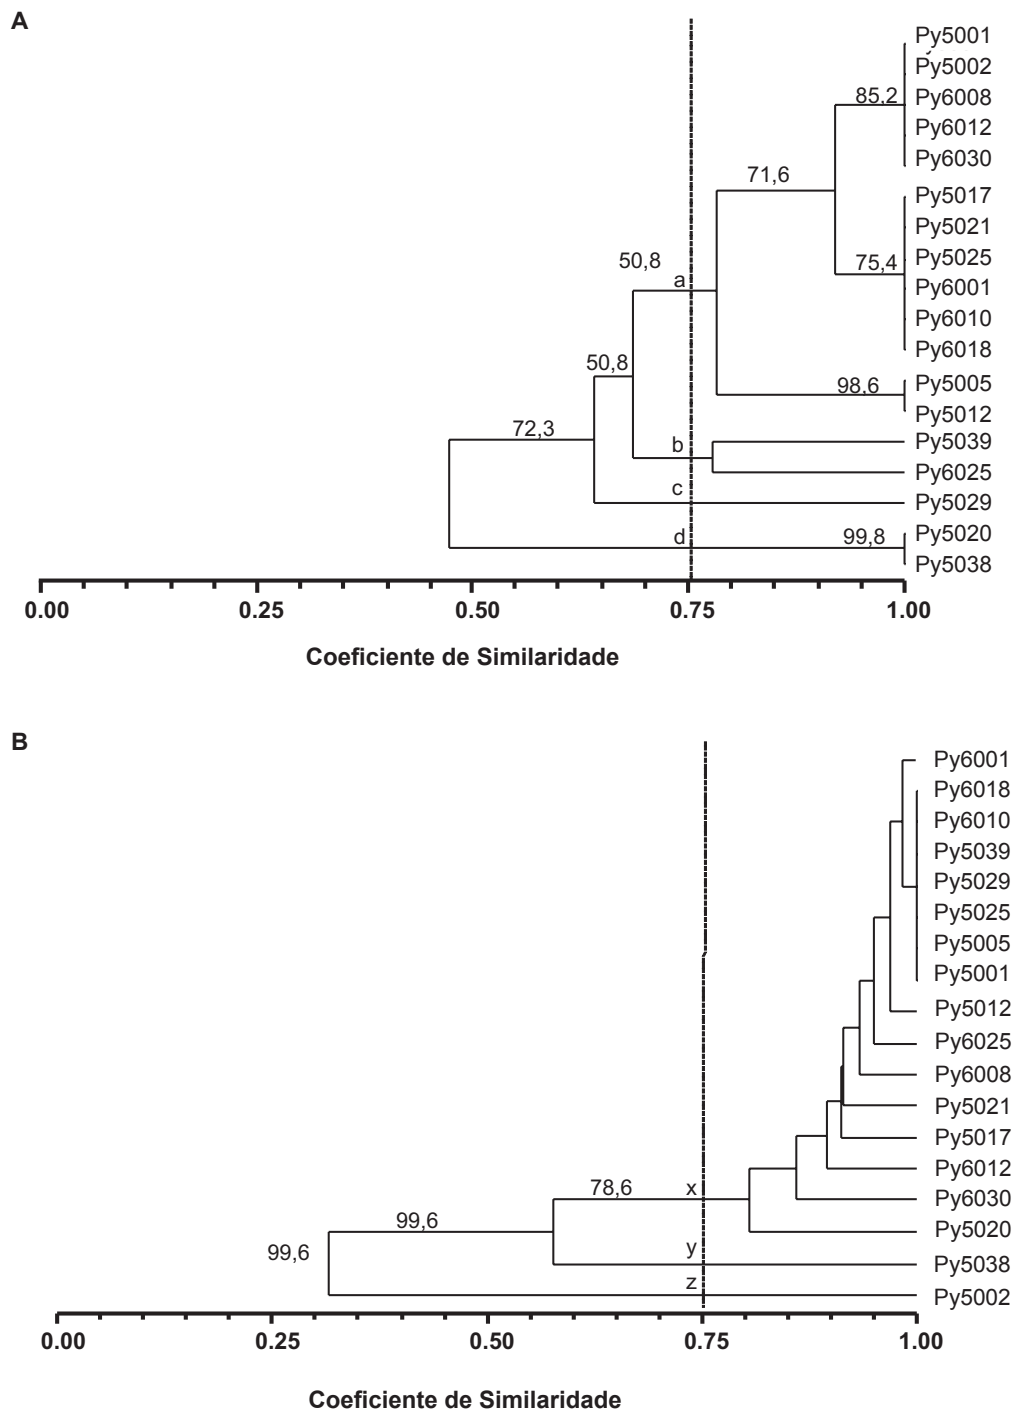 A
Py5001
Py5002
85,2
Py6008
Py6012
Py6030
71,6
Py5017
Py5021
50,8
Py5025
75,4
a
Py6001
Py6010
Py6018
50,8
98,6
Py5005
Py5012
72,3
b
Py5039
Py6025
c
Py5029
d
99,8
Py5020
Py5038
0.00 0.25 0.50 0.75 1.00
Coeficiente de Similaridade
B
Py6001
Py6018
Py6010
Py5039
Py5029
Py5025
Py5005
Py5001
Py5012
Py6025
Py6008
Py5021
Py5017
Py6012
78,6
x
Py6030
99,6
Py5020
99,6
y
Py5038
z
Py5002
0.00 0.25 0.50 0.75 1.00
Coeficiente de Similaridade